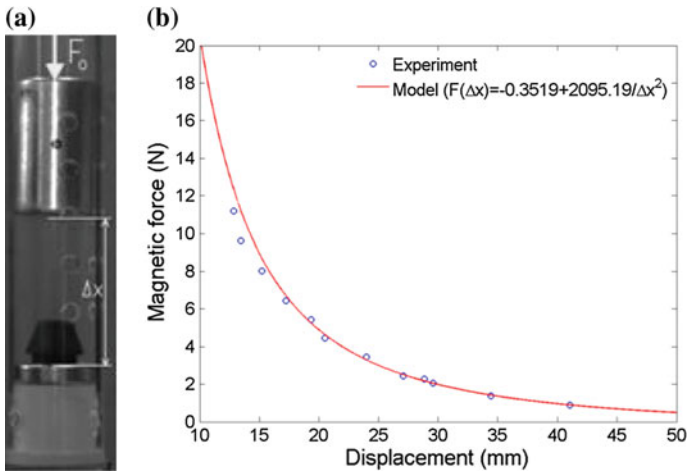 (a)
F₀
Δx
(b)
20
18
16
14
12
10
8
6
4
2
0
Magnetic force (N)
Experiment
Model (F(Δx)=-0.3519+2095.19/Δx²)
10 15 20 25 30 35 40 45 50
Displacement (mm)